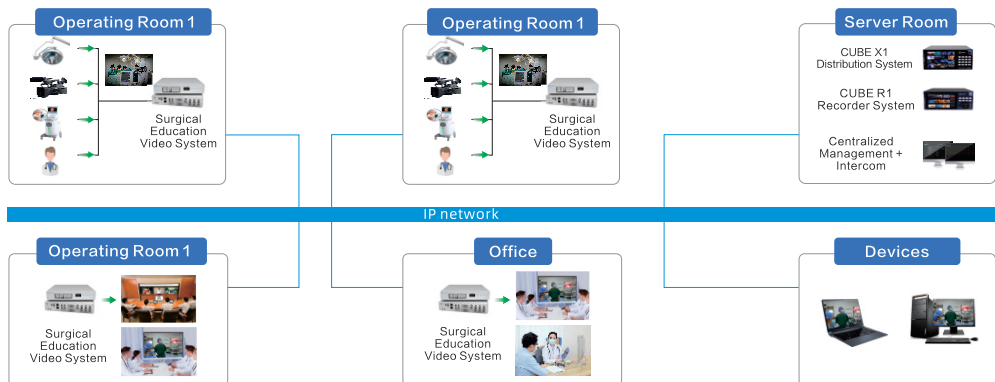 Operating Room 1
Surgical
Education
Video System
Operating Room 1
Surgical
Education
Video System
Server Room
CUBE X1
Distribution System
CUBE R1
Recorder System
Centralized
Management +
Intercom
IP network
Operating Room 1
Surgical
Education
Video System
Office
Surgical
Education
Video System
Devices